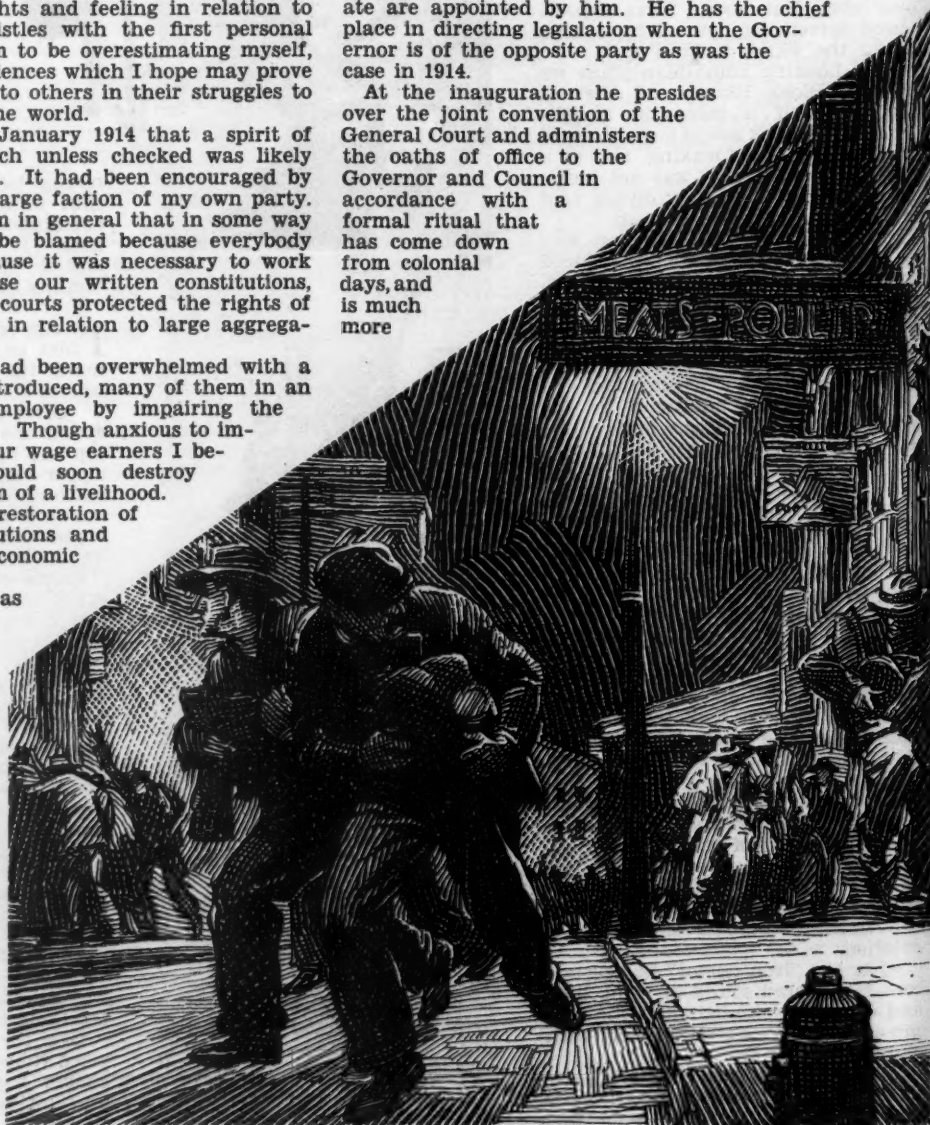 hts and feeling in relation to
istles with the first personal
n to be overestimating myself,
iences which I hope may prove
to others in their struggles to
he world.
January 1914 that a spirit of
ch unless checked was likely
. It had been encouraged by
arge faction of my own party.
n in general that in some way
be blamed because everybody
use it was necessary to work
se our written constitutions,
courts protected the rights of
in relation to large aggrega-
ad been overwhelmed with a
troduced, many of them in an
mployee by impairing the
Though anxious to im-
ur wage earners I be-
ould soon destroy
n of a livelihood.
restoration of
utions and
conomic
as
ate are appointed by him. He has the chief
place in directing legislation when the Gov-
ernor is of the opposite party as was the
case in 1914.
At the inauguration he presides
over the joint convention of the
General Court and administers
the oaths of office to the
Governor and Council in
accordance with a
formal ritual that
has come down
from colonial
days, and
is much
more
MEATS-POULTR